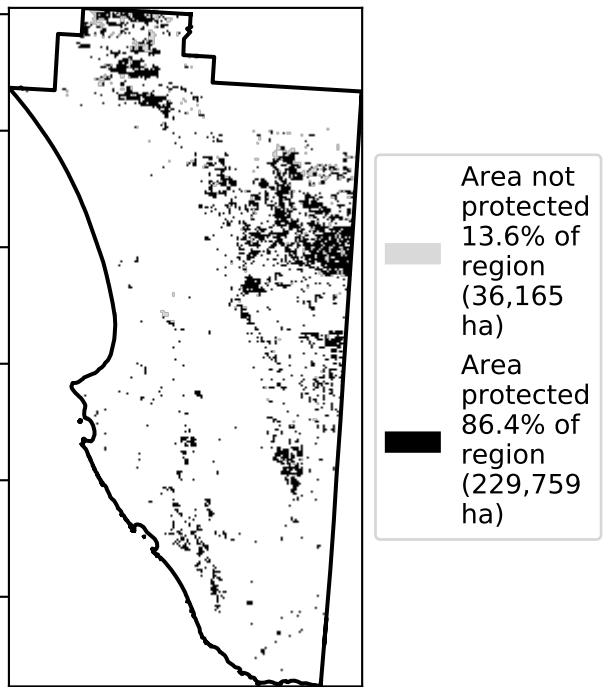 Area not
protected
13.6% of
region
(36,165
ha)
Area
protected
86.4% of
region
(229,759
ha)